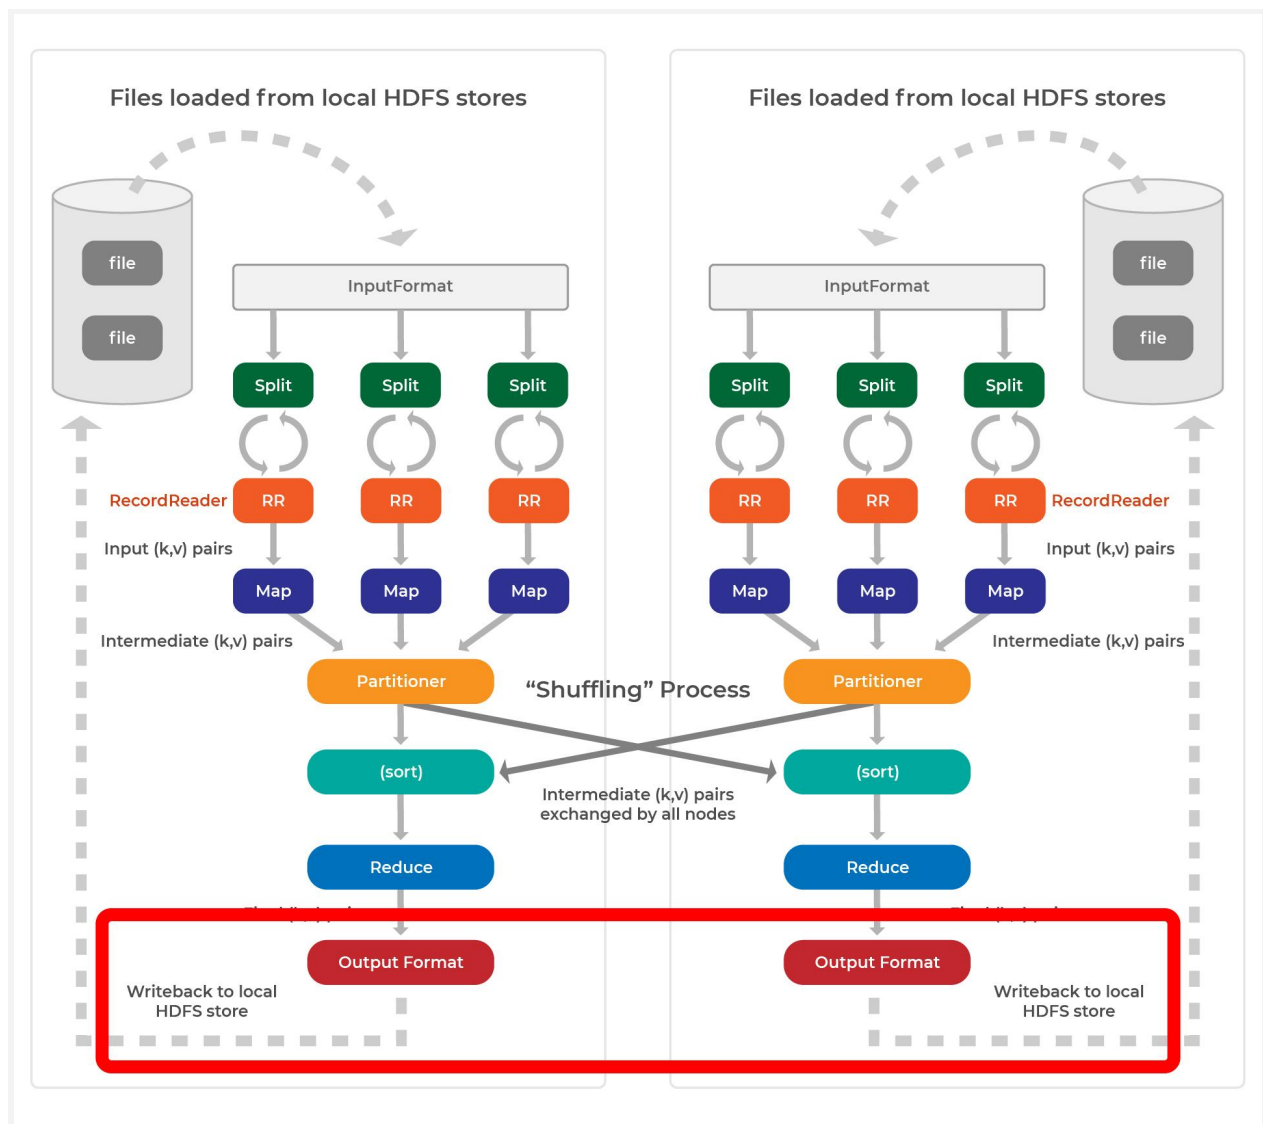 Files loaded from local HDFS stores
file
file
InputFormat
Split Split Split
RecordReader RR RR RR
Input (k,v) pairs
Map Map Map
Intermediate (k,v) pairs
Partitioner
(sort)
Reduce
Output Format
Writeback to local
HDFS store
“Shuffling” Process
Intermediate (k,v) pairs
exchanged by all nodes
Files loaded from local HDFS stores
file
file
InputFormat
Split Split Split
RR RR RR RecordReader
Input (k,v) pairs
Map Map Map
Intermediate (k,v) pairs
Partitioner
(sort)
Reduce
Output Format
Writeback to local
HDFS store